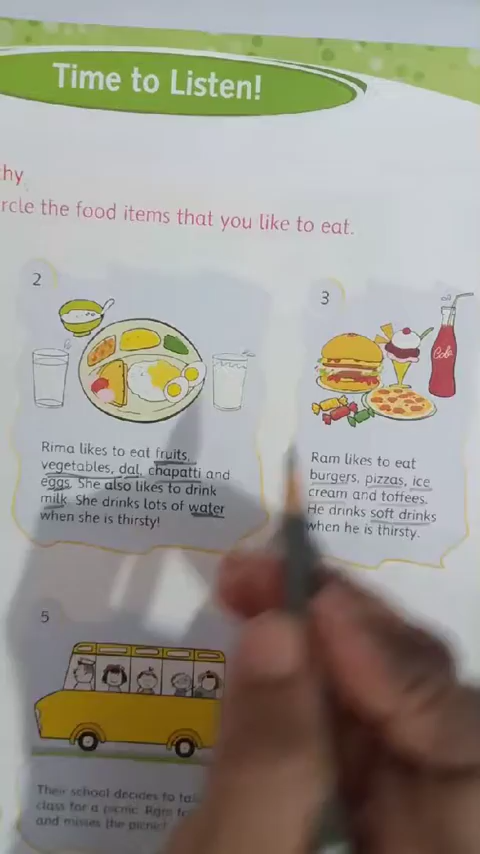 Time to Listen!
hy
rcle the food items that you like to eat.
2
Rima likes to eat fruits,
vegetables, dal, chapatti and
eggs. She also likes to drink
milk. She drinks lots of water
when she is thirsty!
3
Cola
Ram likes to eat
burgers, pizzas, ice
cream and toffees.
He drinks soft drinks
when he is thirsty.
5
Their school decides to
class for a picnic. Ram
and misses the picnic!